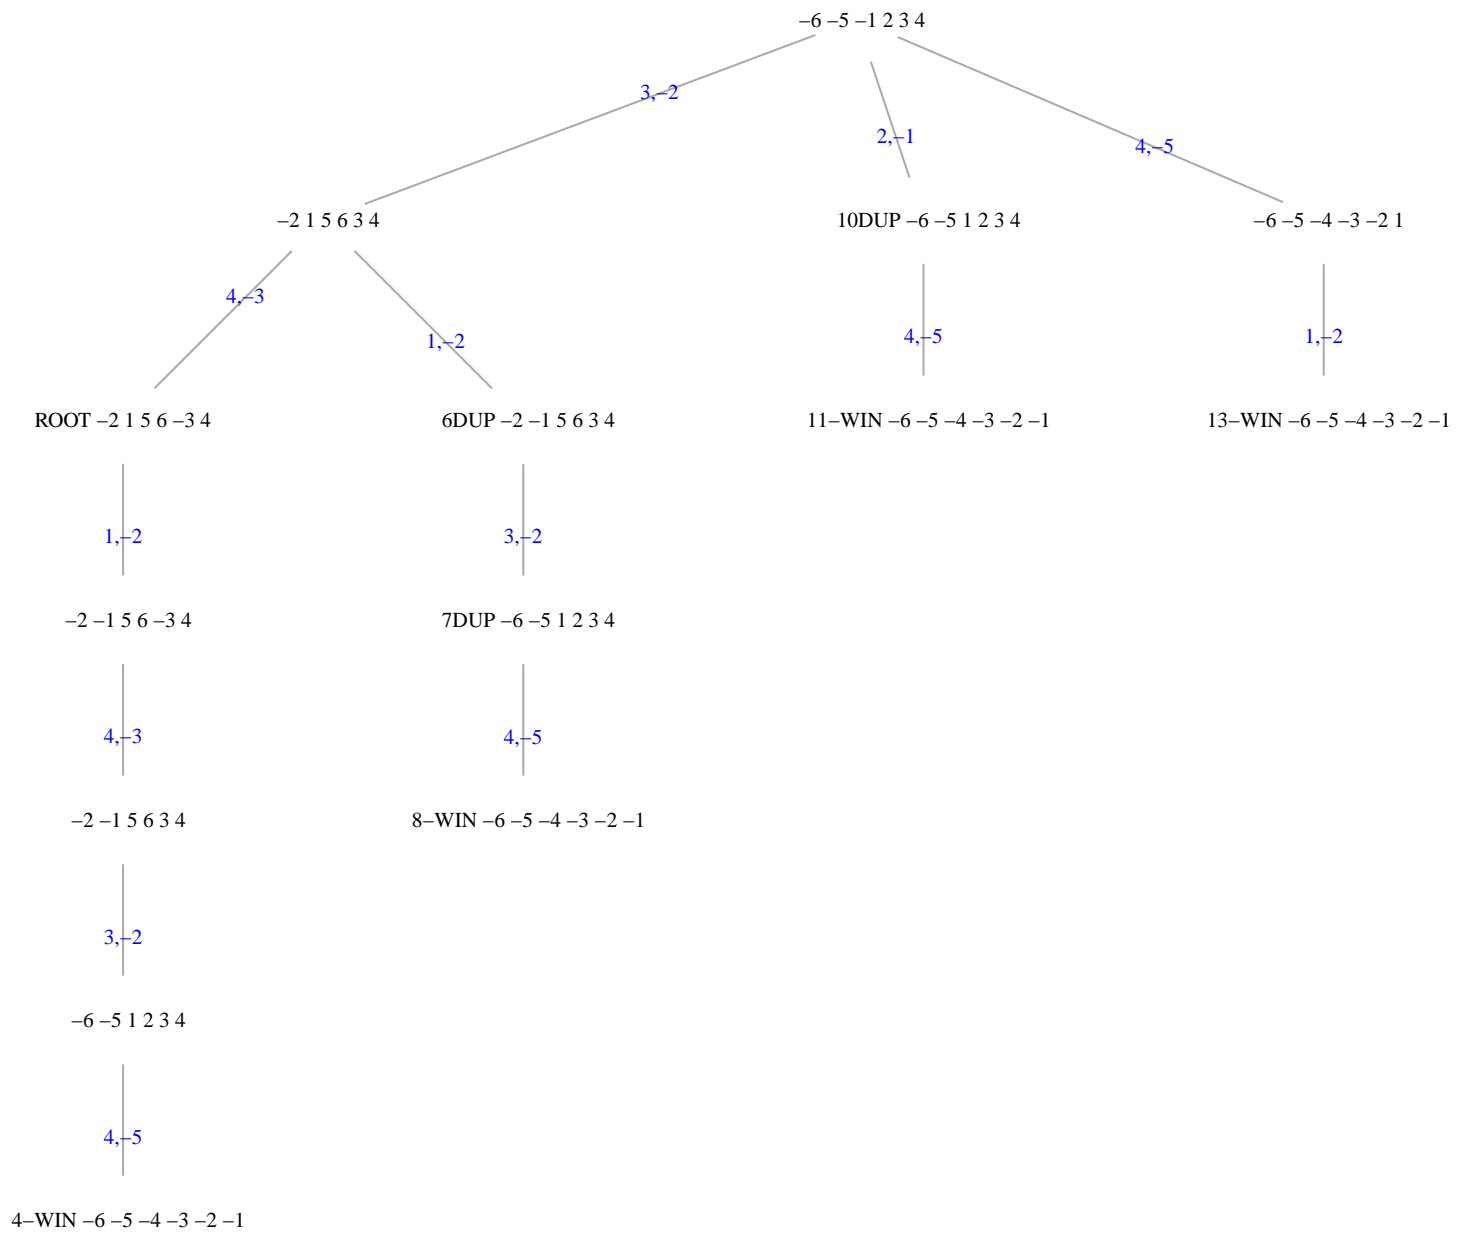 –6 –5 –1 2 3 4
3,–2
2,–1
4,–5
–2 1 5 6 3 4
10DUP –6 –5 1 2 3 4
–6 –5 –4 –3 –2 1
4,–3
1,–2
4,–5
1,–2
ROOT –2 1 5 6 –3 4
6DUP –2 –1 5 6 3 4
11–WIN –6 –5 –4 –3 –2 –1
13–WIN –6 –5 –4 –3 –2 –1
1,–2
3,–2
–2 –1 5 6 –3 4
7DUP –6 –5 1 2 3 4
4,–3
4,–5
–2 –1 5 6 3 4
8–WIN –6 –5 –4 –3 –2 –1
3,–2
–6 –5 1 2 3 4
4,–5
4–WIN –6 –5 –4 –3 –2 –1